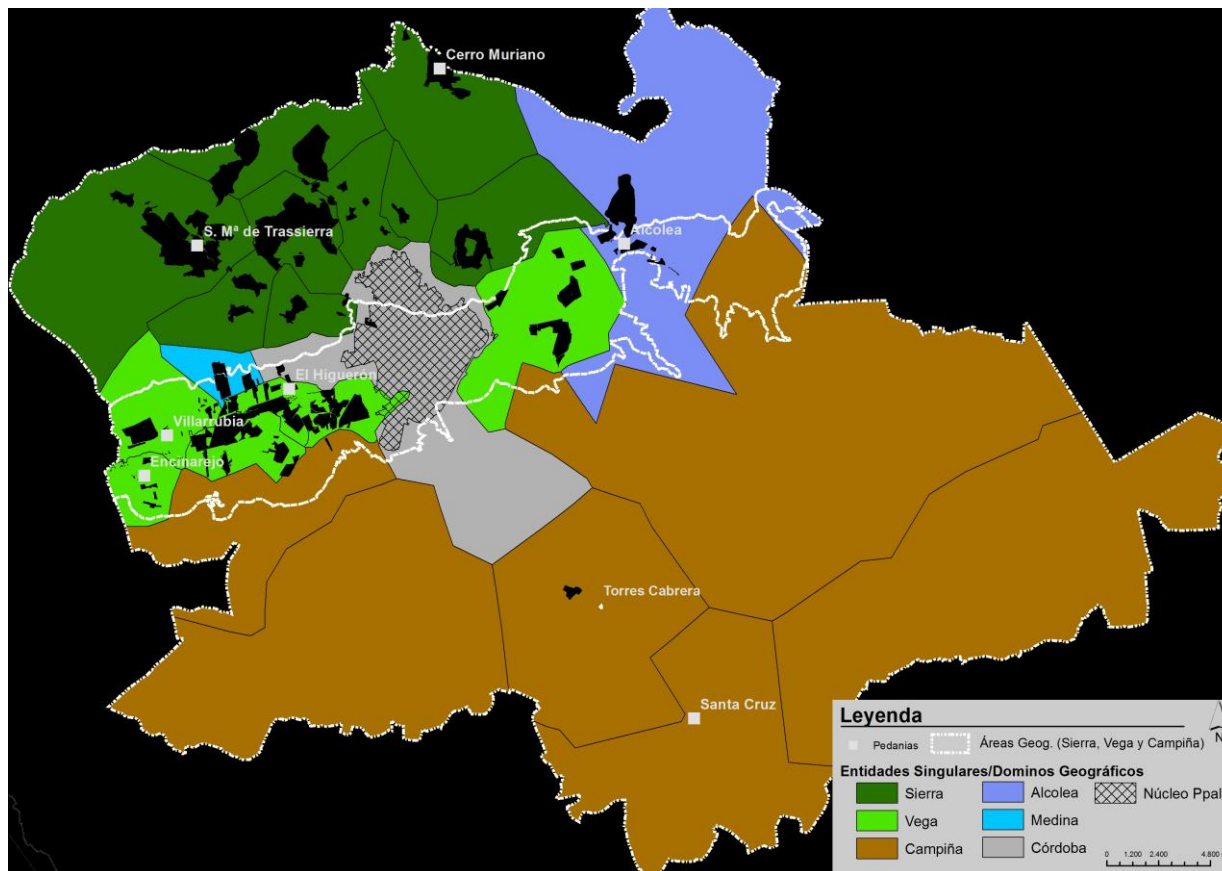 Cerro Muriano
S. Mª de Trassierra
Alcolea
El Higuerón
Villarrubia
Encinarejo
Torres Cabrera
Santa Cruz
Leyenda
N
Pedanias
Áreas Geog. (Sierra, Vega y Campiña)
Entidades Singulares/Dominos Geográficos
Sierra
Alcolea
Núcleo Ppal
Vega
Medina
Campiña
Córdoba
0 1.200 2.400 4.800